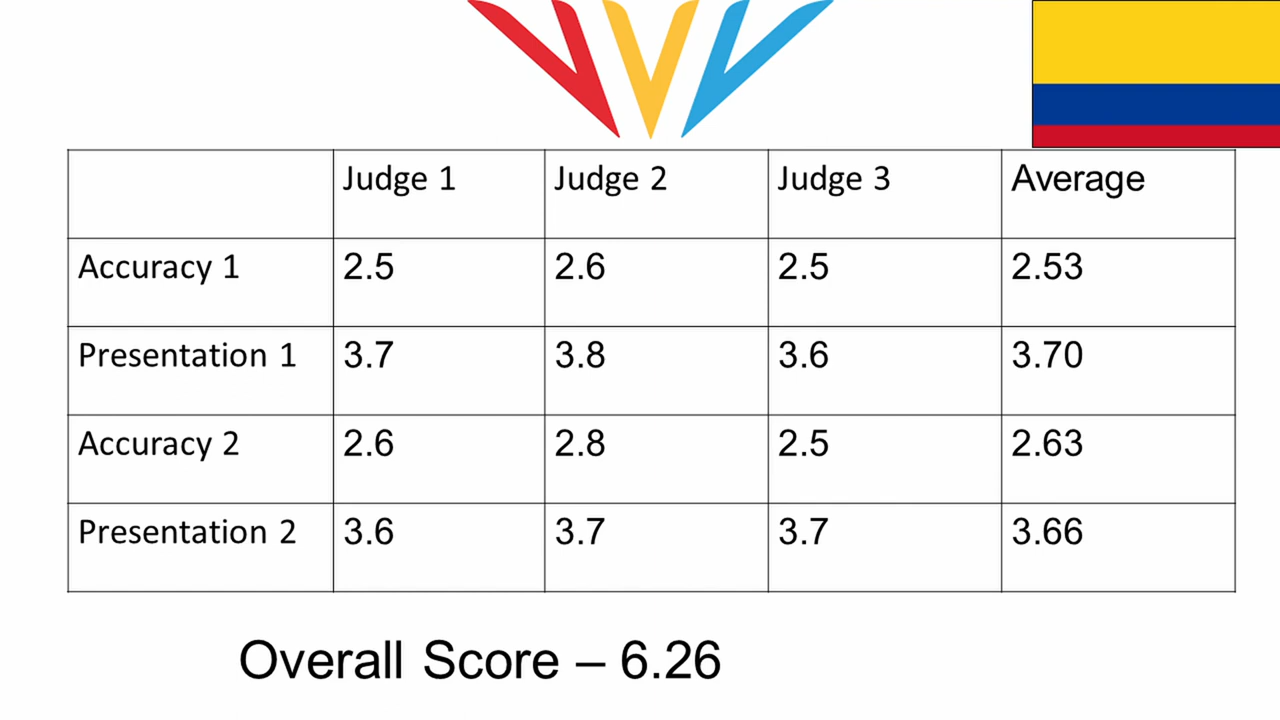 Judge 1 Judge 2 Judge 3 Average
Accuracy 1 2.5 2.6 2.5 2.53
Presentation 1 3.7 3.8 3.6 3.70
Accuracy 2 2.6 2.8 2.5 2.63
Presentation 2 3.6 3.7 3.7 3.66
Overall Score – 6.26